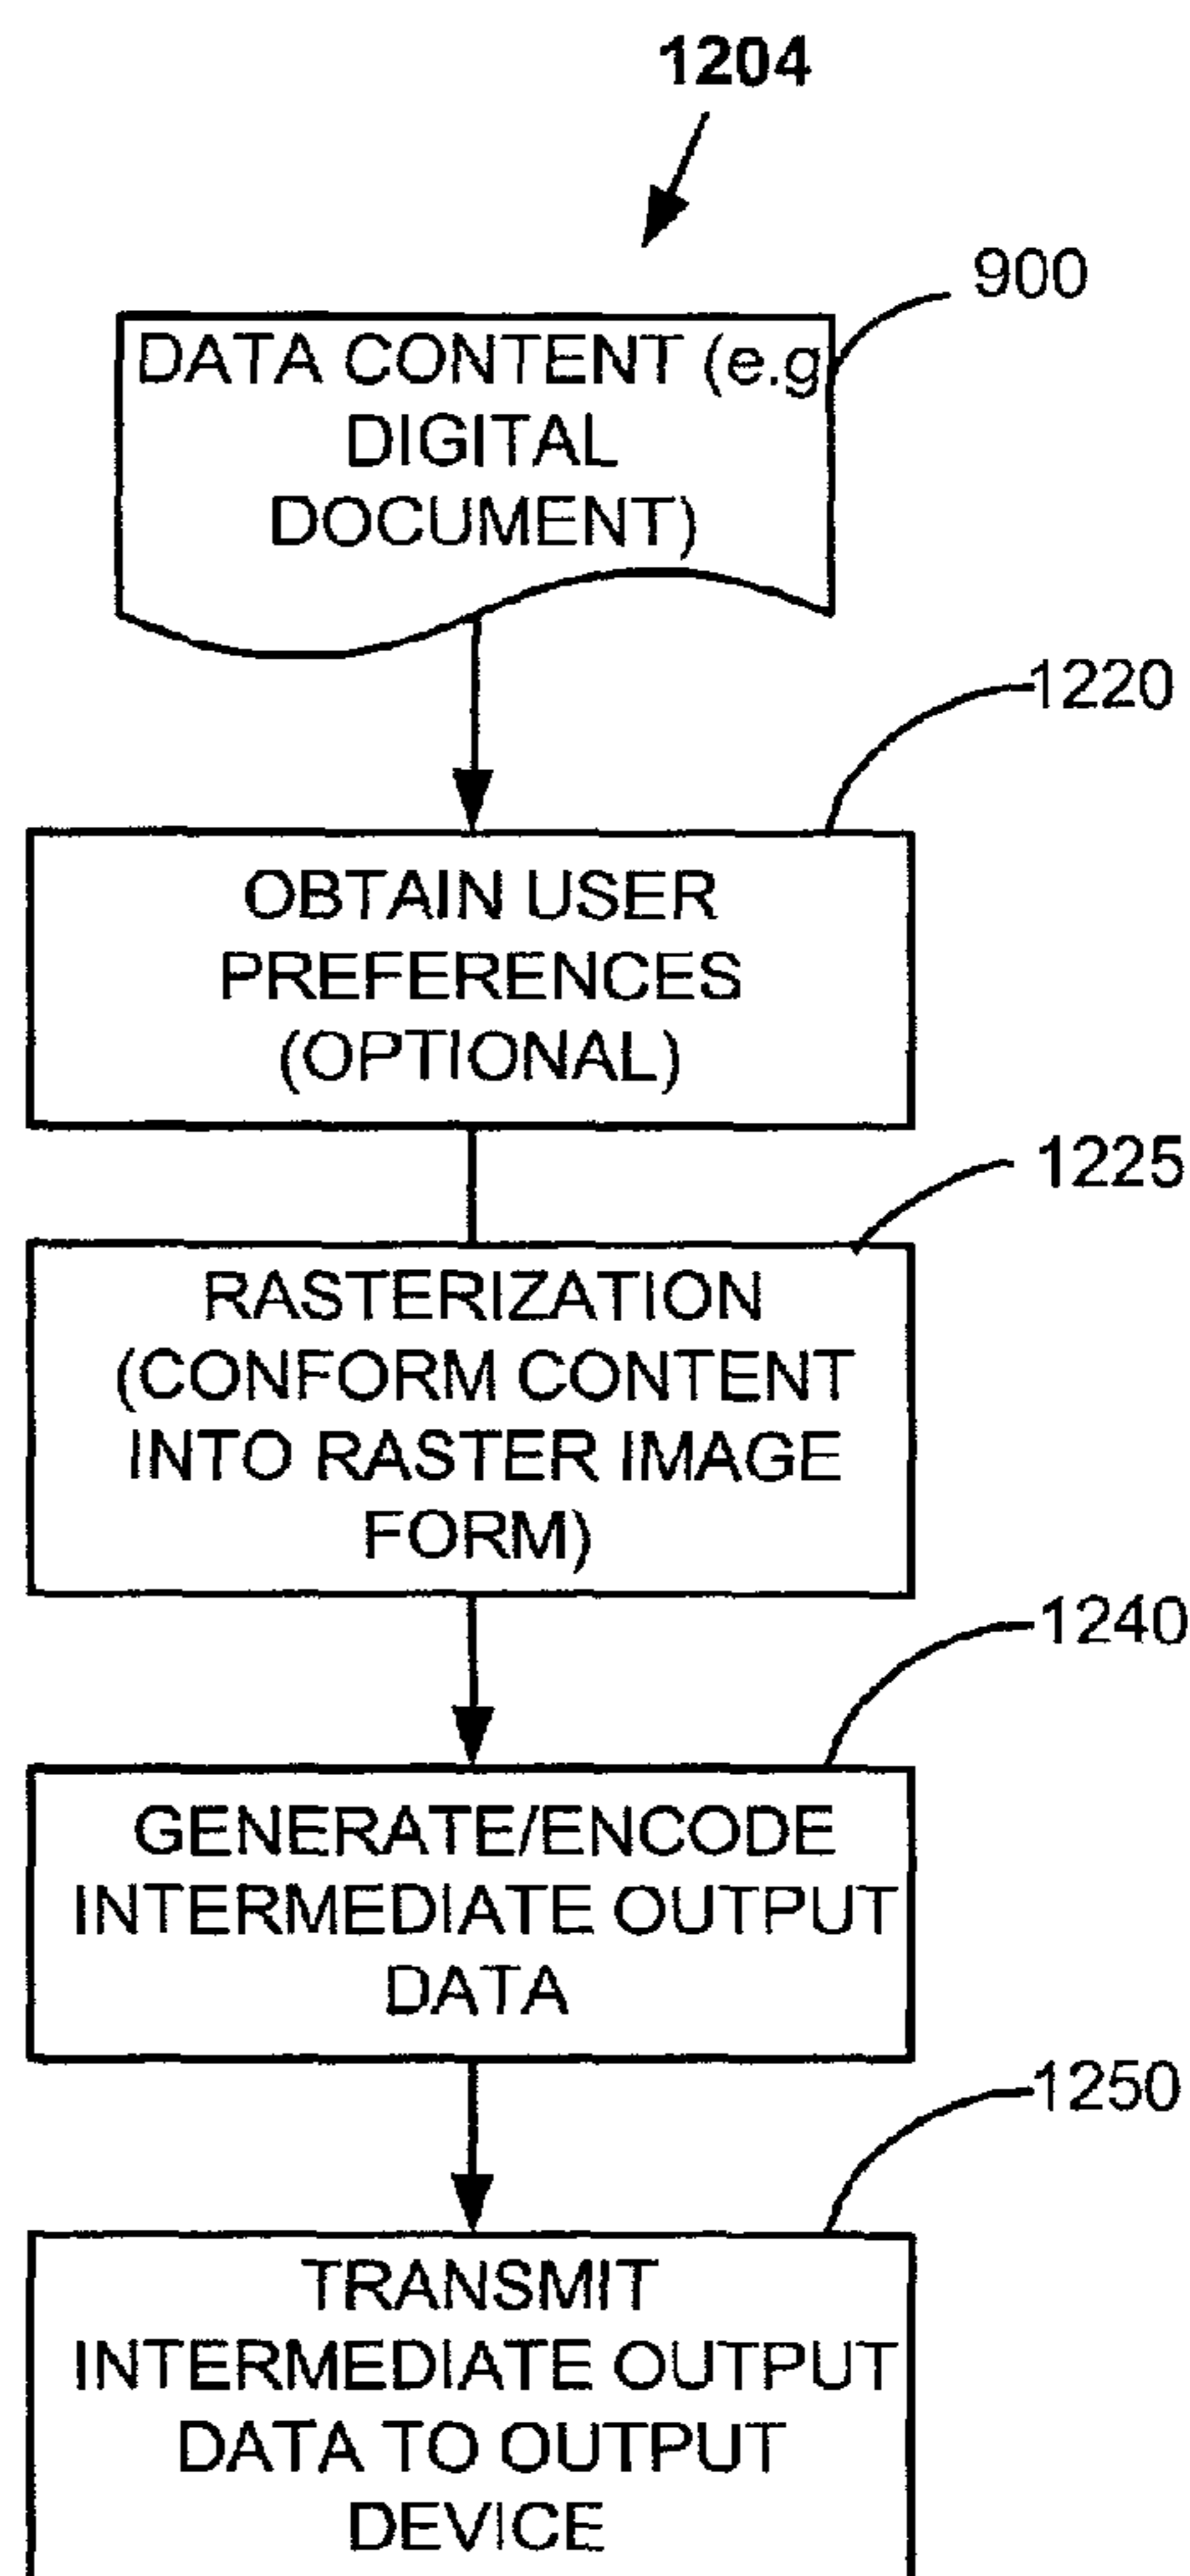 1204
900
DATA CONTENT (e.g
DIGITAL
DOCUMENT)
1220
OBTAIN USER
PREFERENCES
(OPTIONAL)
1225
RASTERIZATION
(CONFORM CONTENT
INTO RASTER IMAGE
FORM)
1240
GENERATE/ENCODE
INTERMEDIATE OUTPUT
DATA
1250
TRANSMIT
INTERMEDIATE OUTPUT
DATA TO OUTPUT
DEVICE